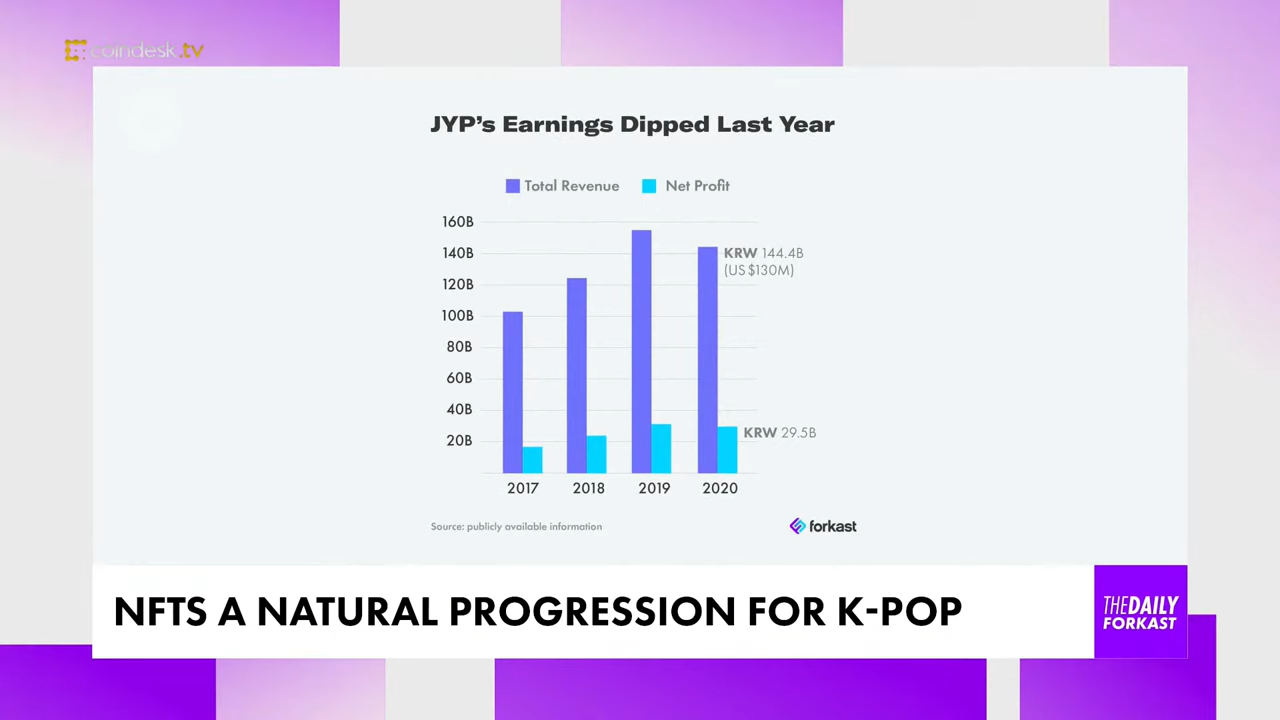 coindesk.tv
JYP's Earnings Dipped Last Year
Total Revenue Net Profit
160B
140B
120B
100B
80B
60B
40B
20B
KRW 144.4B
(US $130M)
KRW 29.5B
2017 2018 2019 2020
Source: publicly available information
forkast
NFTS A NATURAL PROGRESSION FOR K-POP
THE DAILY
FORKAST